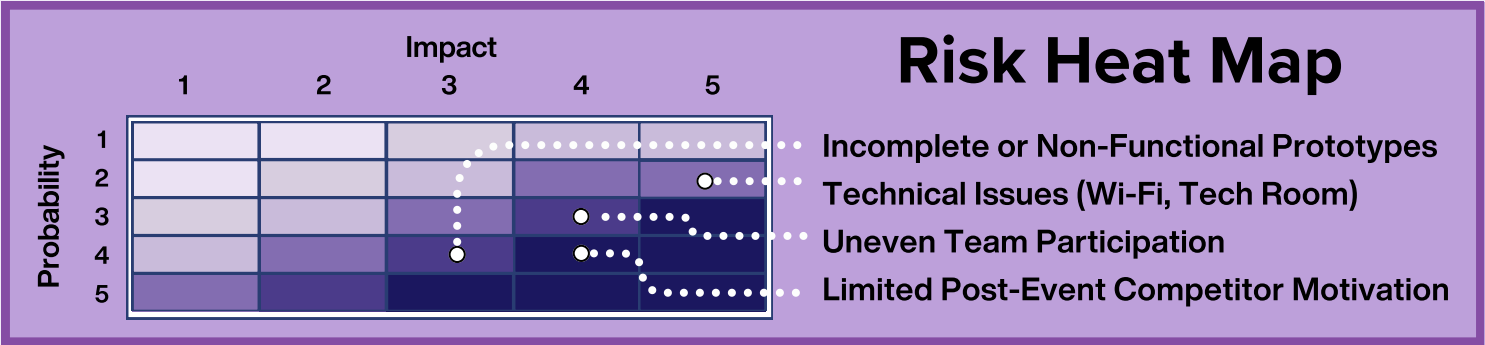 Impact
Risk Heat Map
1 2 3 4 5
Probability
1
2
3
4
5
Incomplete or Non-Functional Prototypes
Technical Issues (Wi-Fi, Tech Room)
Uneven Team Participation
Limited Post-Event Competitor Motivation